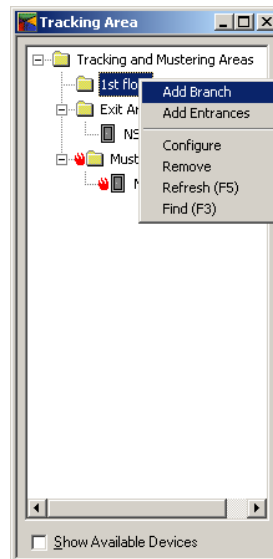 Tracking Area
Tracking and Mustering Areas
1st flo
Add Branch
Exit Ar
Add Entrances
NS
Configure
Must
Remove
Refresh (F5)
Find (F3)
Show Available Devices